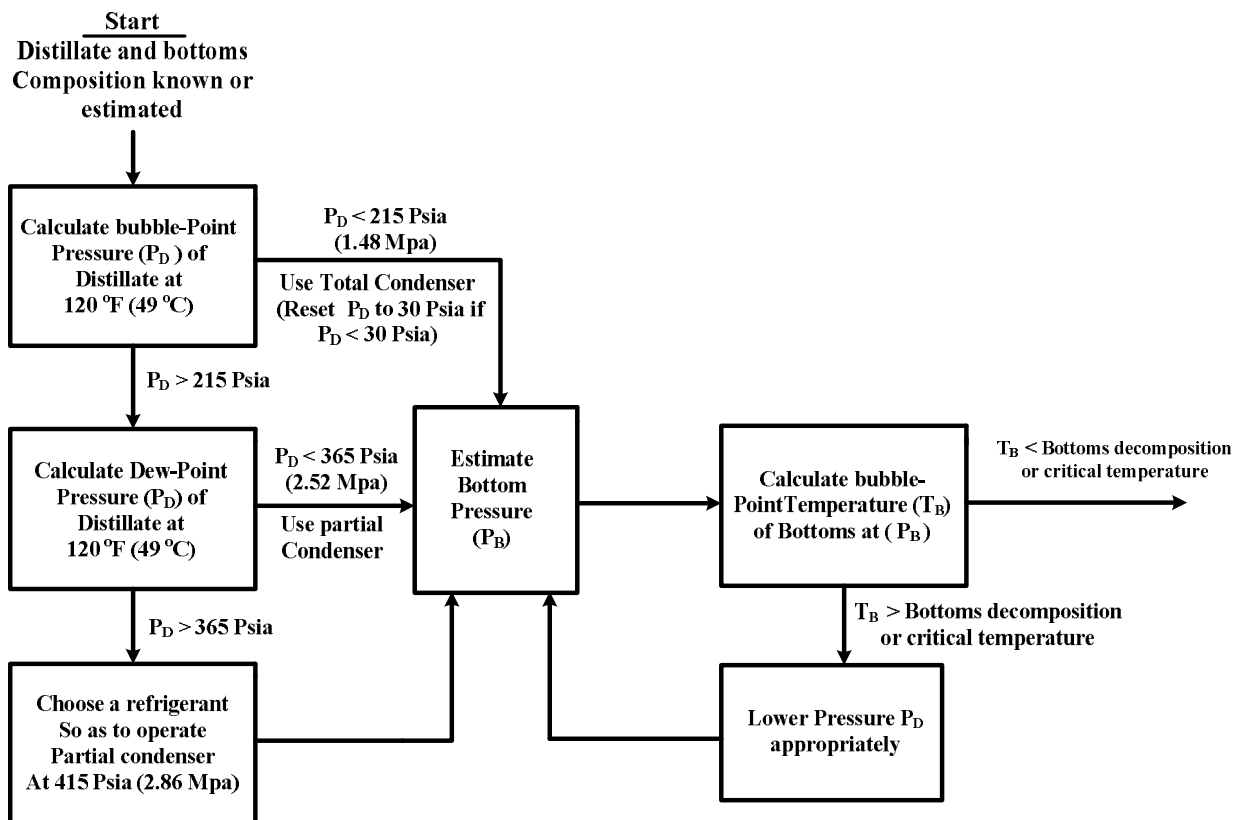 Start
Distillate and bottoms
Composition known or
estimated
Calculate bubble-Point
Pressure (P_D ) of
Distillate at
120 °F (49 °C)
P_D < 215 Psia
(1.48 Mpa)
Use Total Condenser
(Reset P_D to 30 Psia if
P_D < 30 Psia)
P_D > 215 Psia
Calculate Dew-Point
Pressure (P_D) of
Distillate at
120 °F (49 °C)
P_D < 365 Psia
(2.52 Mpa)
Use partial
Condenser
Estimate
Bottom
Pressure
(P_B)
Calculate bubble-
PointTemperature (T_B)
of Bottoms at ( P_B)
T_B < Bottoms decomposition
or critical temperature
P_D > 365 Psia
T_B > Bottoms decomposition
or critical temperature
Choose a refrigerant
So as to operate
Partial condenser
At 415 Psia (2.86 Mpa)
Lower Pressure P_D
appropriately